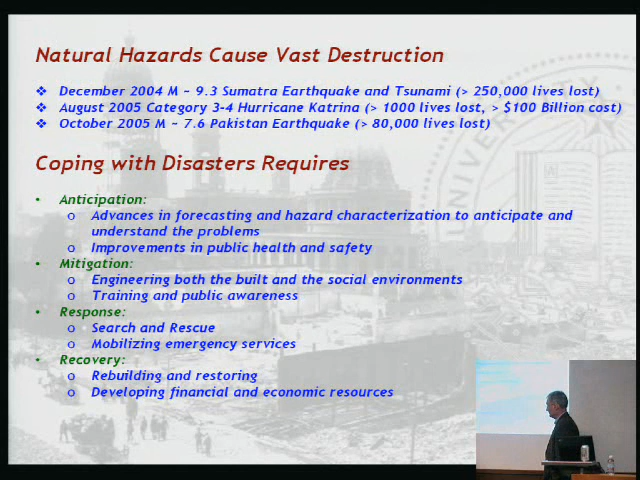 Natural Hazards Cause Vast Destruction
❖ December 2004 M ~ 9.3 Sumatra Earthquake and Tsunami (> 250,000 lives lost)
❖ August 2005 Category 3-4 Hurricane Katrina (> 1000 lives lost, > $100 Billion cost)
❖ October 2005 M ~ 7.6 Pakistan Earthquake (> 80,000 lives lost)
Coping with Disasters Requires
• Anticipation:
o Advances in forecasting and hazard characterization to anticipate and
understand the problems
o Improvements in public health and safety
• Mitigation:
o Engineering both the built and the social environments
o Training and public awareness
• Response:
o Search and Rescue
o Mobilizing emergency services
• Recovery:
o Rebuilding and restoring
o Developing financial and economic resources